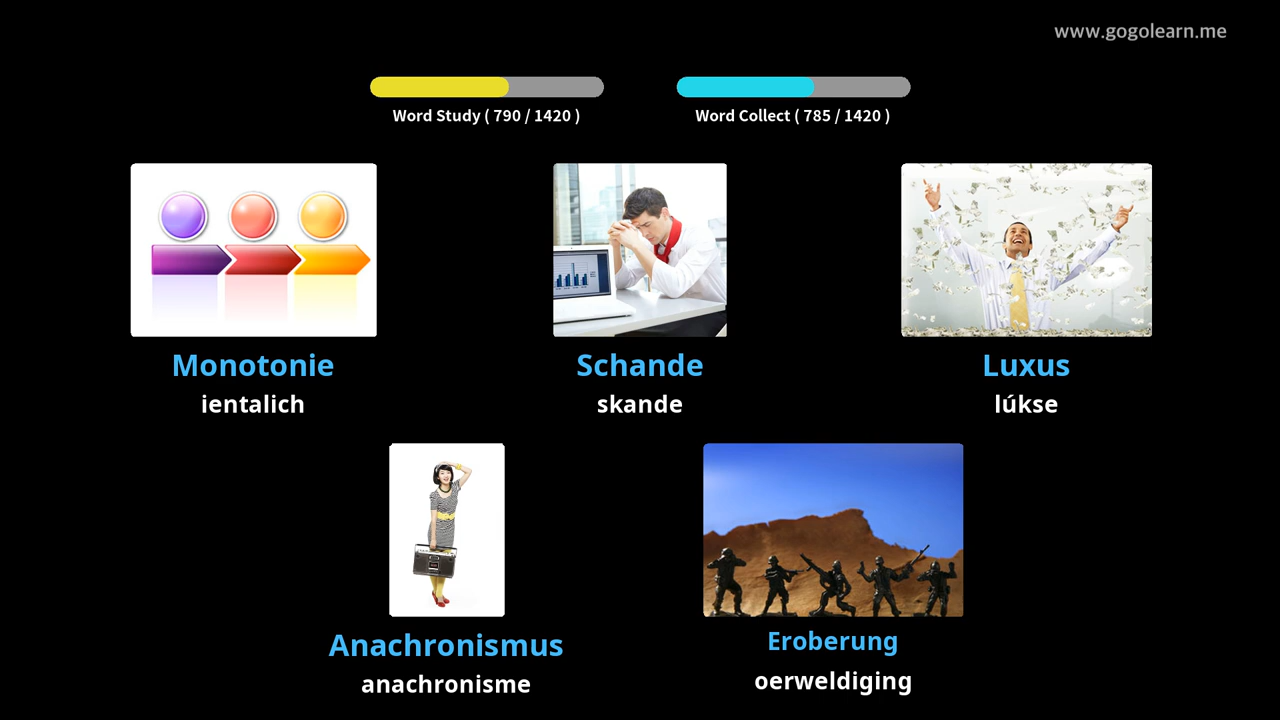 www.gogolearn.me
Word Study ( 790 / 1420 )
Word Collect ( 785 / 1420 )
Monotonie
ientalich
Schande
skande
Luxus
lúkse
Anachronismus
anachronisme
Eroberung
oerweldiging